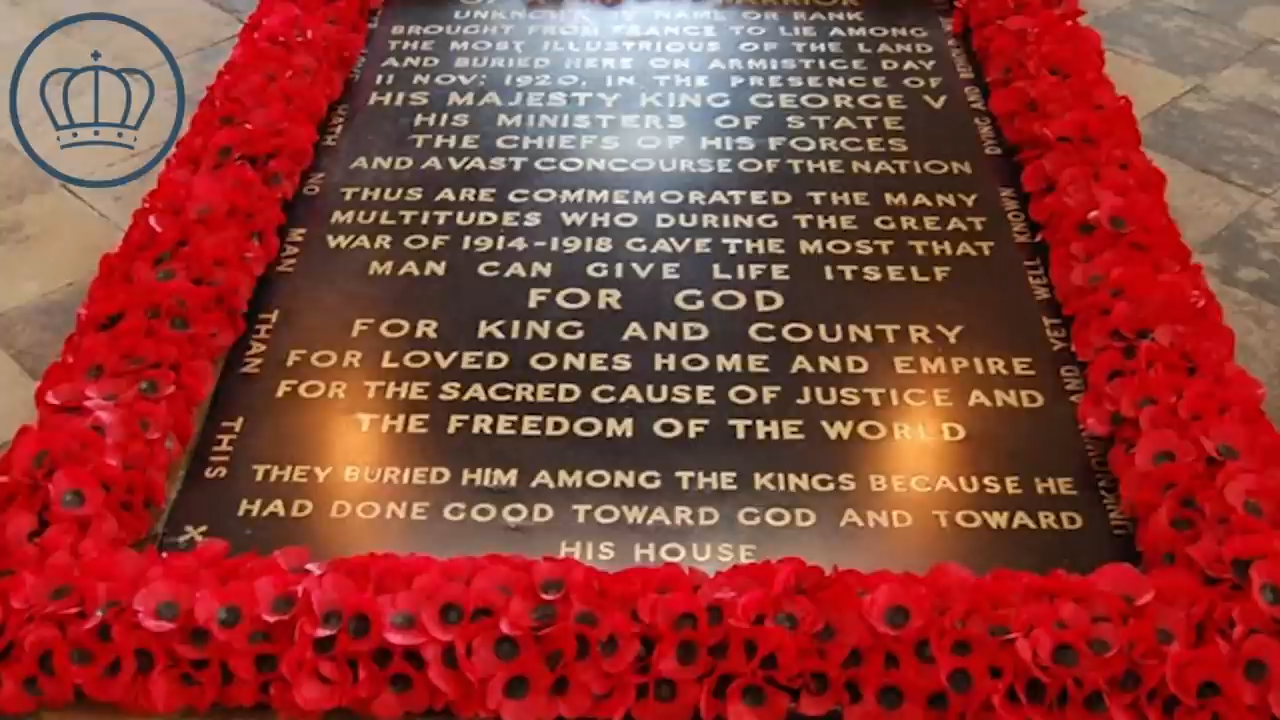 OF A BRITISH WARRIOR
UNKNOWN BY NAME OR RANK
BROUGHT FROM FRANCE TO LIE AMONG
THE MOST ILLUSTRIOUS OF THE LAND
AND BURIED HERE ON ARMISTICE DAY
11 NOV: 1920, IN THE PRESENCE OF
HIS MAJESTY KING GEORGE V
HIS MINISTERS OF STATE
THE CHIEFS OF HIS FORCES
AND A VAST CONCOURSE OF THE NATION
THUS ARE COMMEMORATED THE MANY
MULTITUDES WHO DURING THE GREAT
WAR OF 1914-1918 GAVE THE MOST THAT
MAN CAN GIVE LIFE ITSELF
FOR GOD
FOR KING AND COUNTRY
FOR LOVED ONES HOME AND EMPIRE
FOR THE SACRED CAUSE OF JUSTICE AND
THE FREEDOM OF THE WORLD
THEY BURIED HIM AMONG THE KINGS BECAUSE HE
HAD DONE GOOD TOWARD GOD AND TOWARD
HIS HOUSE
HATH NO MAN THAN THIS
UNKNOWN AND YET WELL KNOWN DYING AND BEHOLD